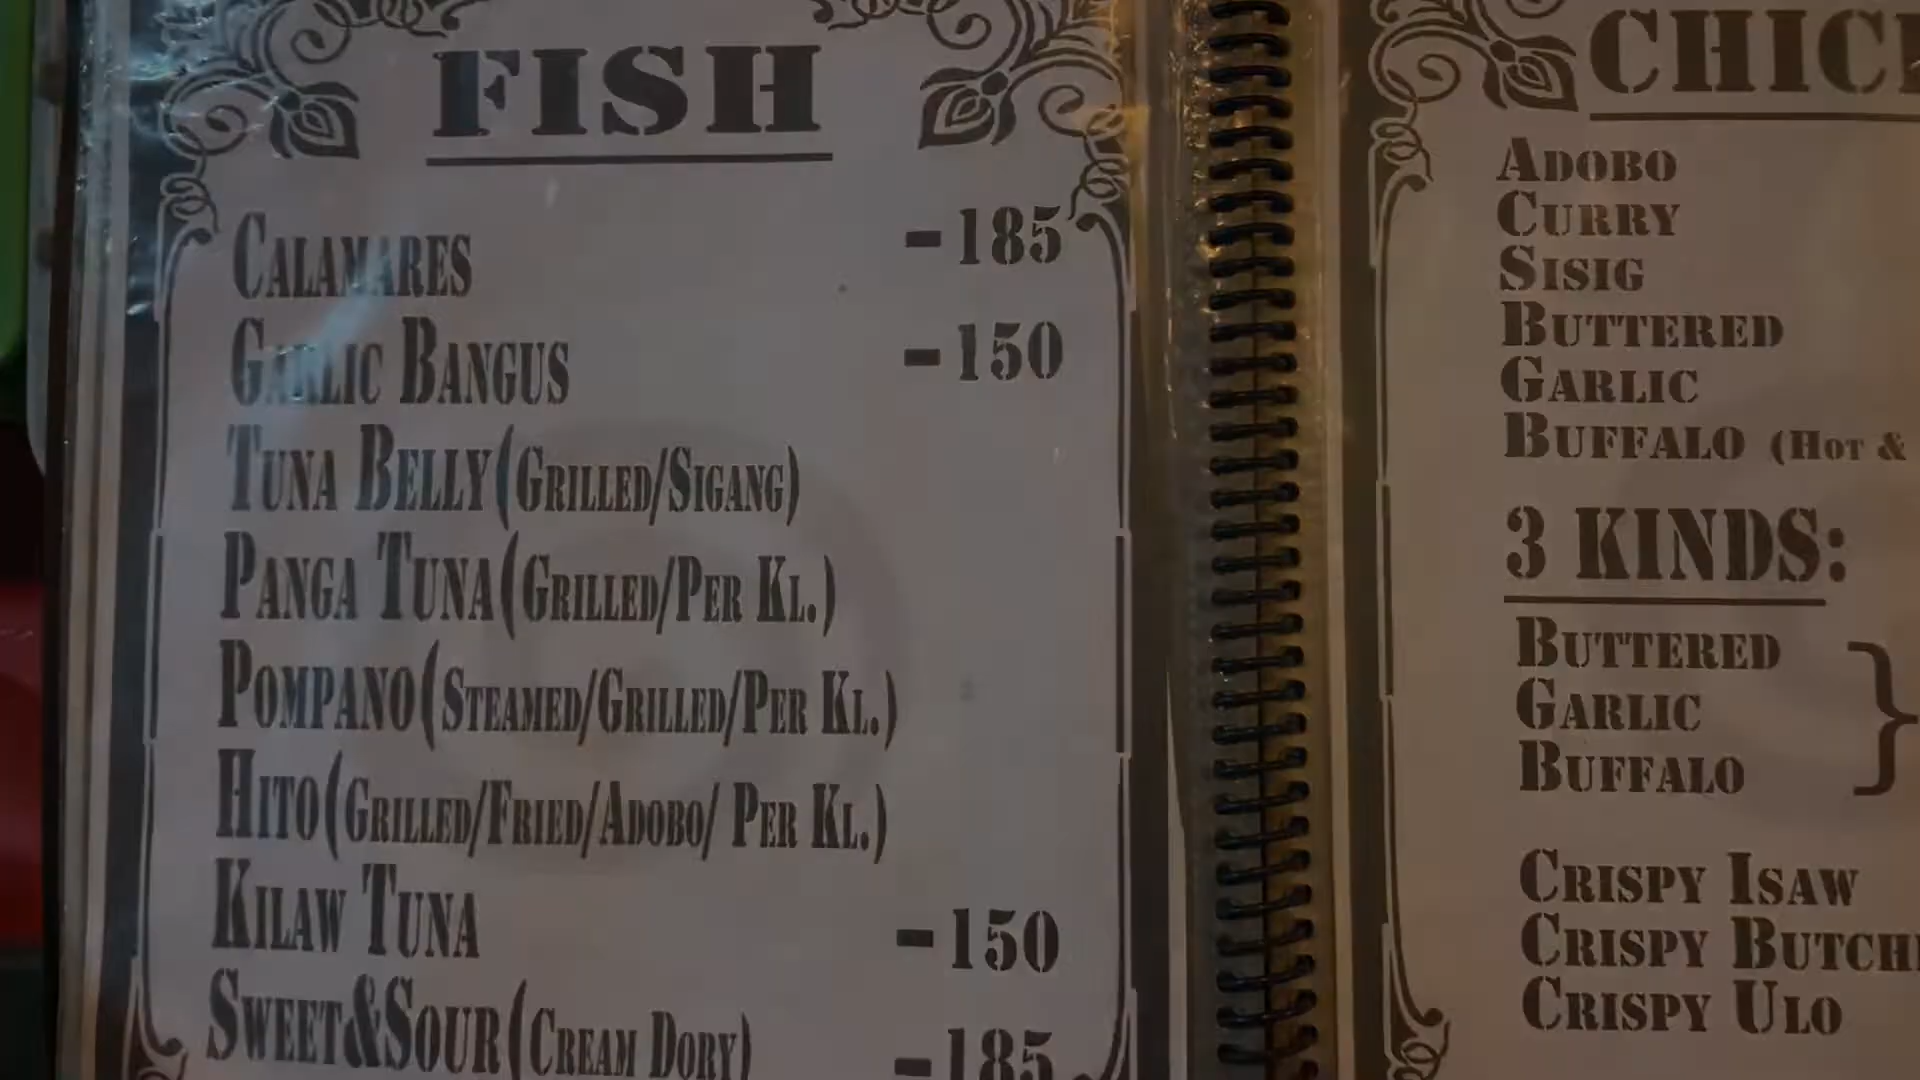 FISH
CALAMARES -185
GARLIC BANGUS -150
TUNA BELLY(GRILLED/SIGANG)
PANGA TUNA(GRILLED/PER KL.)
POMPANO(STEAMED/GRILLED/PER KL.)
HITO(GRILLED/FRIED/ADOBO/ PER KL.)
KILAW TUNA -150
SWEET&SOUR(CREAM DORY) -185
ADOBO
CURRY
SISIG
BUTTERED
GARLIC
BUFFALO (HOT &
3 KINDS:
BUTTERED
GARLIC
BUFFALO
CRISPY ISAW
CRISPY
CRISPY ULO